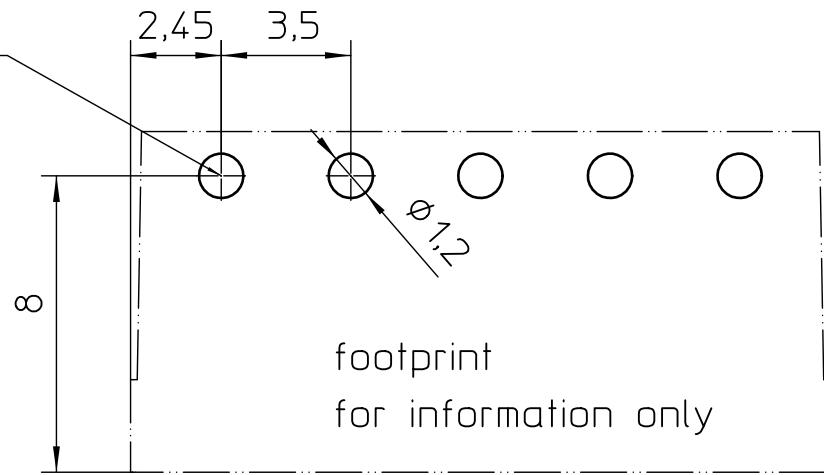 2,45
3,5
ø1,2
8
footprint
for information only